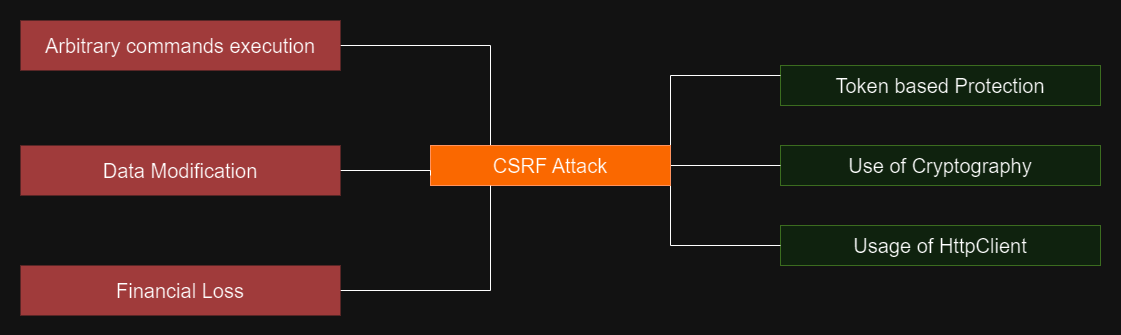 Arbitrary commands execution
Data Modification
Financial Loss
CSRF Attack
Token based Protection
Use of Cryptography
Usage of HttpClient